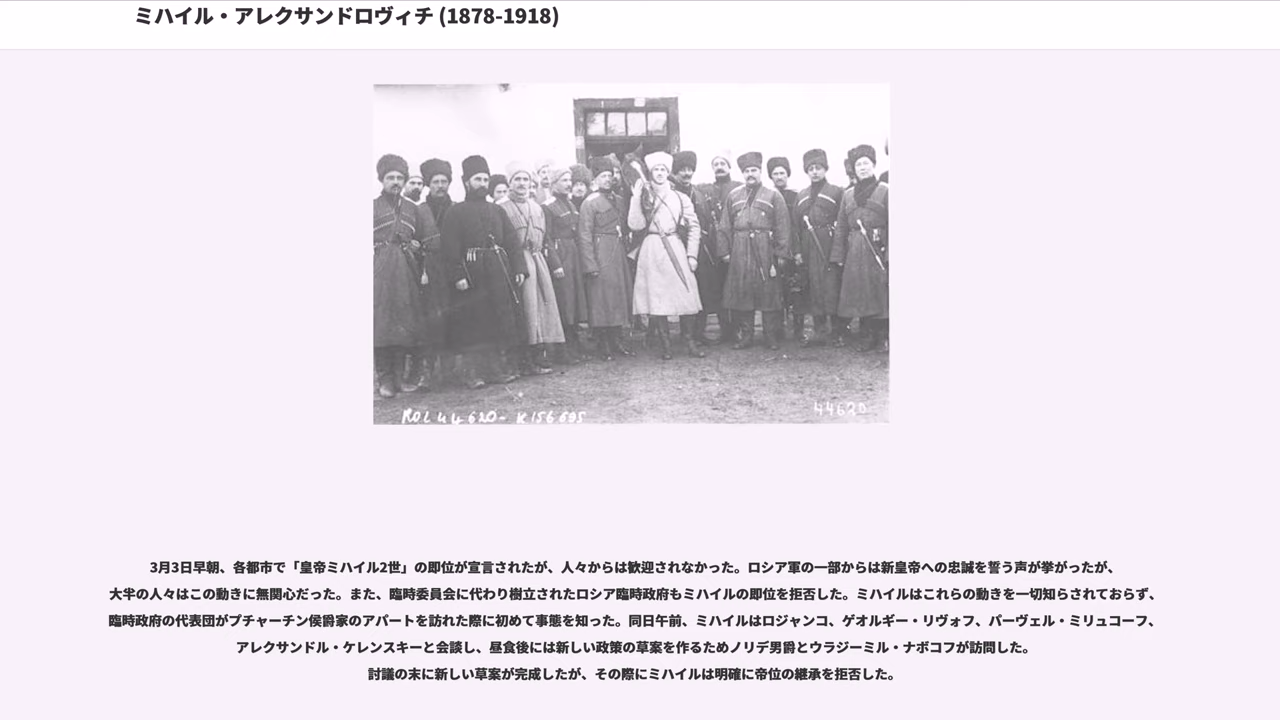 ミハイル・アレクサンドロヴィチ (1878-1918)
ROL 44620- K156695
44620
3月3日早朝、各都市で「皇帝ミハイル2世」の即位が宣言されたが、人々からは歓迎されなかった。ロシア軍の一部からは新皇帝への忠誠を誓う声が挙がったが、
大半の人々はこの動きに無関心だった。また、臨時委員会に代わり樹立されたロシア臨時政府もミハイルの即位を拒否した。ミハイルはこれらの動きを一切知らされておらず、
臨時政府の代表団がプチャーチン侯爵家のアパートを訪れた際に初めて事態を知った。同日午前、ミハイルはロジャンコ、ゲオルギー・リヴォフ、パーヴェル・ミリュコーフ、
アレクサンドル・ケレンスキーと会談し、昼食後には新しい政策の草案を作るためノリデ男爵とウラジーミル・ナボコフが訪問した。
討議の末に新しい草案が完成したが、その際にミハイルは明確に帝位の継承を拒否した。